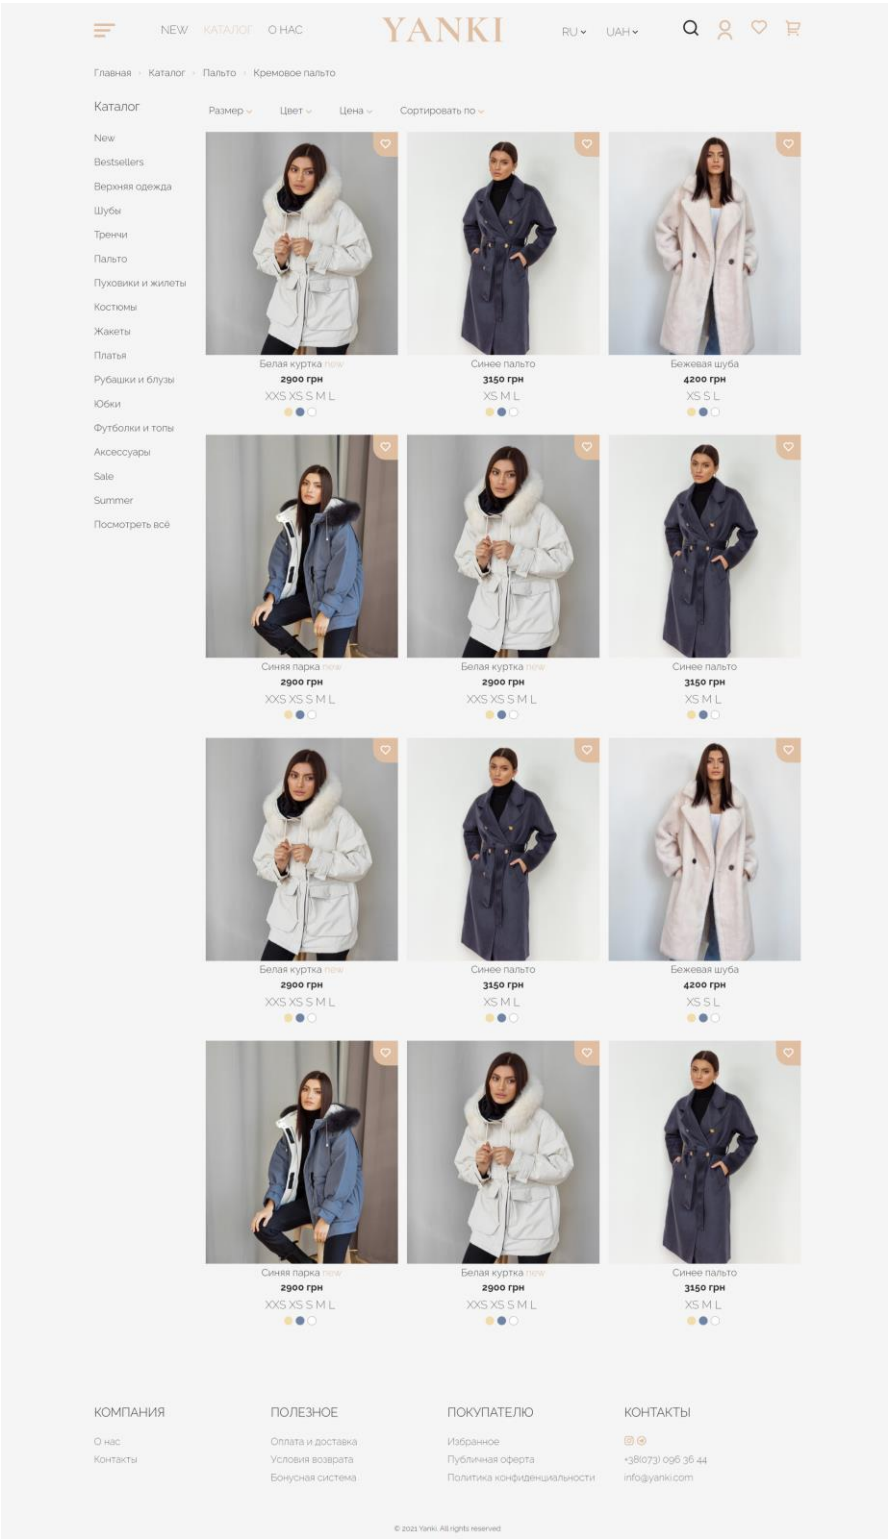 NEW КАТАЛОГ О НАС YANKI RU UAH
Главная Каталог Пальто Кремовое пальто
Каталог
Размер Цвет Цена Сортировать по
New
Bestsellers
Верхняя одежда
Шубы
Тренчи
Пальто
Пуховики и жилеты
Костюмы
Жакеты
Платья
Рубашки и блузы
Юбки
Футболки и топы
Аксессуары
Sale
Summer
Посмотреть всё
Белая куртка new
2900 грн
XXS XS S M L
Синее пальто
3150 грн
XS M L
Бежевая шуба
4200 грн
XS S L
Синяя парка new
2900 грн
XXS XS S M L
Белая куртка new
2900 грн
XXS XS S M L
Синее пальто
3150 грн
XS M L
Белая куртка new
2900 грн
XXS XS S M L
Синее пальто
3150 грн
XS M L
Бежевая шуба
4200 грн
XS S L
Синяя парка new
2900 грн
XXS XS S M L
Белая куртка new
2900 грн
XXS XS S M L
Синее пальто
3150 грн
XS M L
КОМПАНИЯ
О нас
Контакты
ПОЛЕЗНОЕ
Оплата и доставка
Условия возврата
Бонусная система
ПОКУПАТЕЛЮ
Избранное
Публичная оферта
Политика конфиденциальности
КОНТАКТЫ
+38(073) 096 36 44
info@yanki.com
© 2021 Yanki. All rights reserved